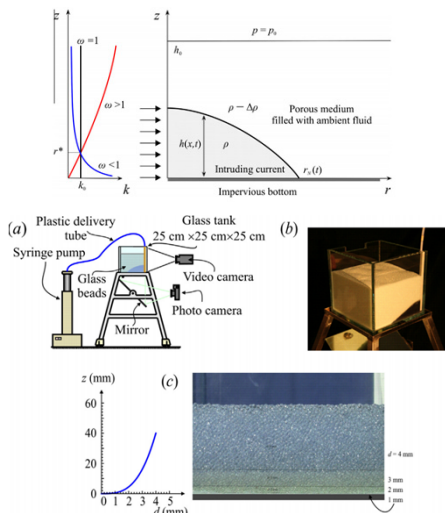 z
ω=1
ω>1
r*
ω<1
k₀
k
z
p = p₀
h₀
ρ − Δρ
Porous medium
filled with ambient fluid
h(x,t)
ρ
Intruding current
rN(t)
Impervious bottom
r
(a)
Plastic delivery
tube
Glass tank
25 cm ×25 cm×25 cm
Syringe pump
Glass
beads
Video camera
Photo camera
Mirror
(b)
z (mm)
60
40
20
0
0 1 2 3 4 5
d (mm)
(c)
d = 4 mm
3 mm
2 mm
1 mm